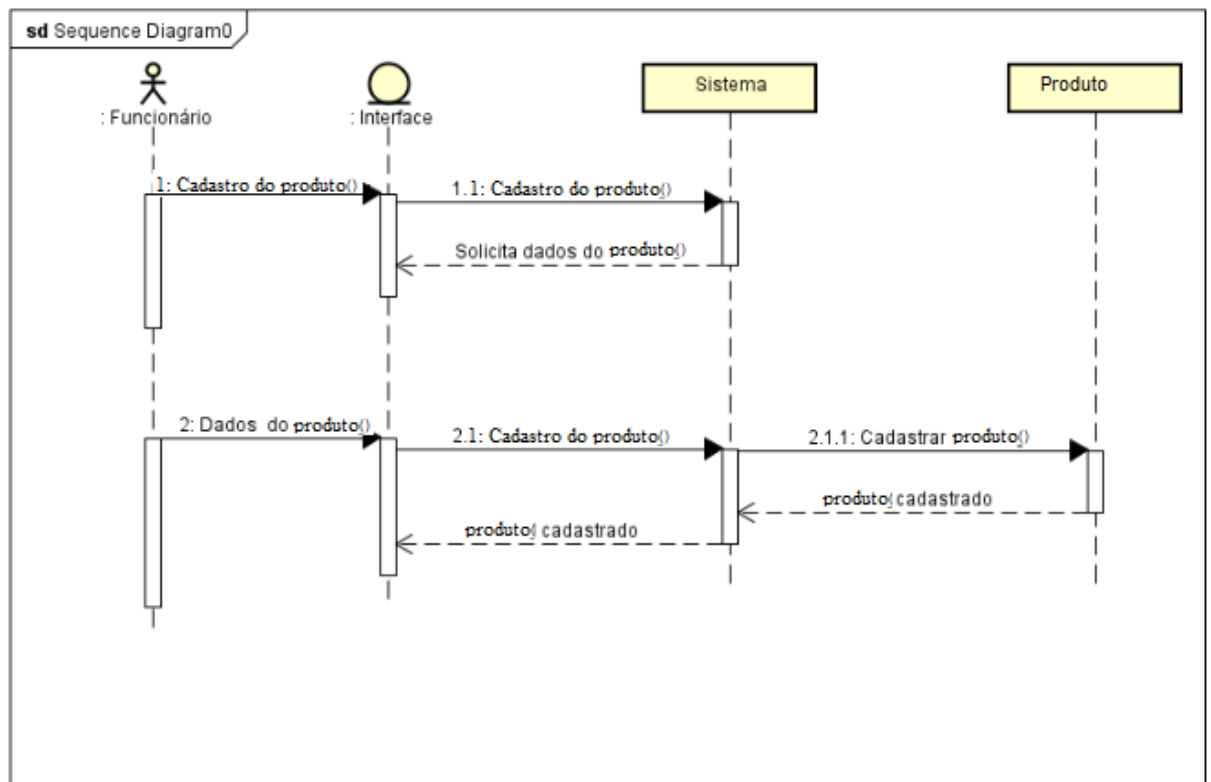 sd Sequence Diagram0
: Funcionário
: Interface
Sistema
Produto
1: Cadastro do produto()
1.1: Cadastro do produto()
Solicita dados do produto()
2: Dados do produto()
2.1: Cadastro do produto()
2.1.1: Cadastrar produto()
produto( cadastrado
produto( cadastrado